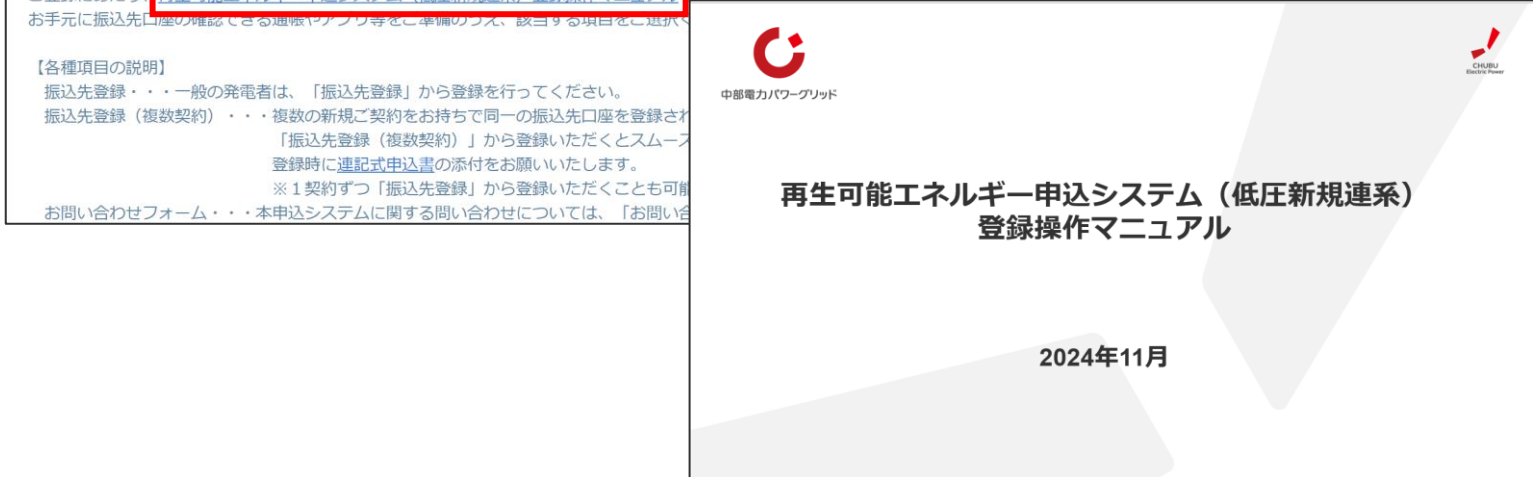 お手元に振込先口座の確認できる通帳やアプリ等をご準備のうえ、該当する項目をご選択く
【各種項目の説明】
振込先登録・・・一般の発電者は、「振込先登録」から登録を行ってください。
振込先登録（複数契約）・・・複数の新規ご契約をお持ちで同一の振込先口座を登録され
「振込先登録（複数契約）」から登録いただくとスムーズ
登録時に連記式申込書の添付をお願いいたします。
※１契約ずつ「振込先登録」から登録いただくことも可能
お問い合わせフォーム・・・本申込システムに関する問い合わせについては、「お問い合
中部電力パワーグリッド
CHUBU
Electric Power
再生可能エネルギー申込システム（低圧新規連系）
登録操作マニュアル
2024年11月